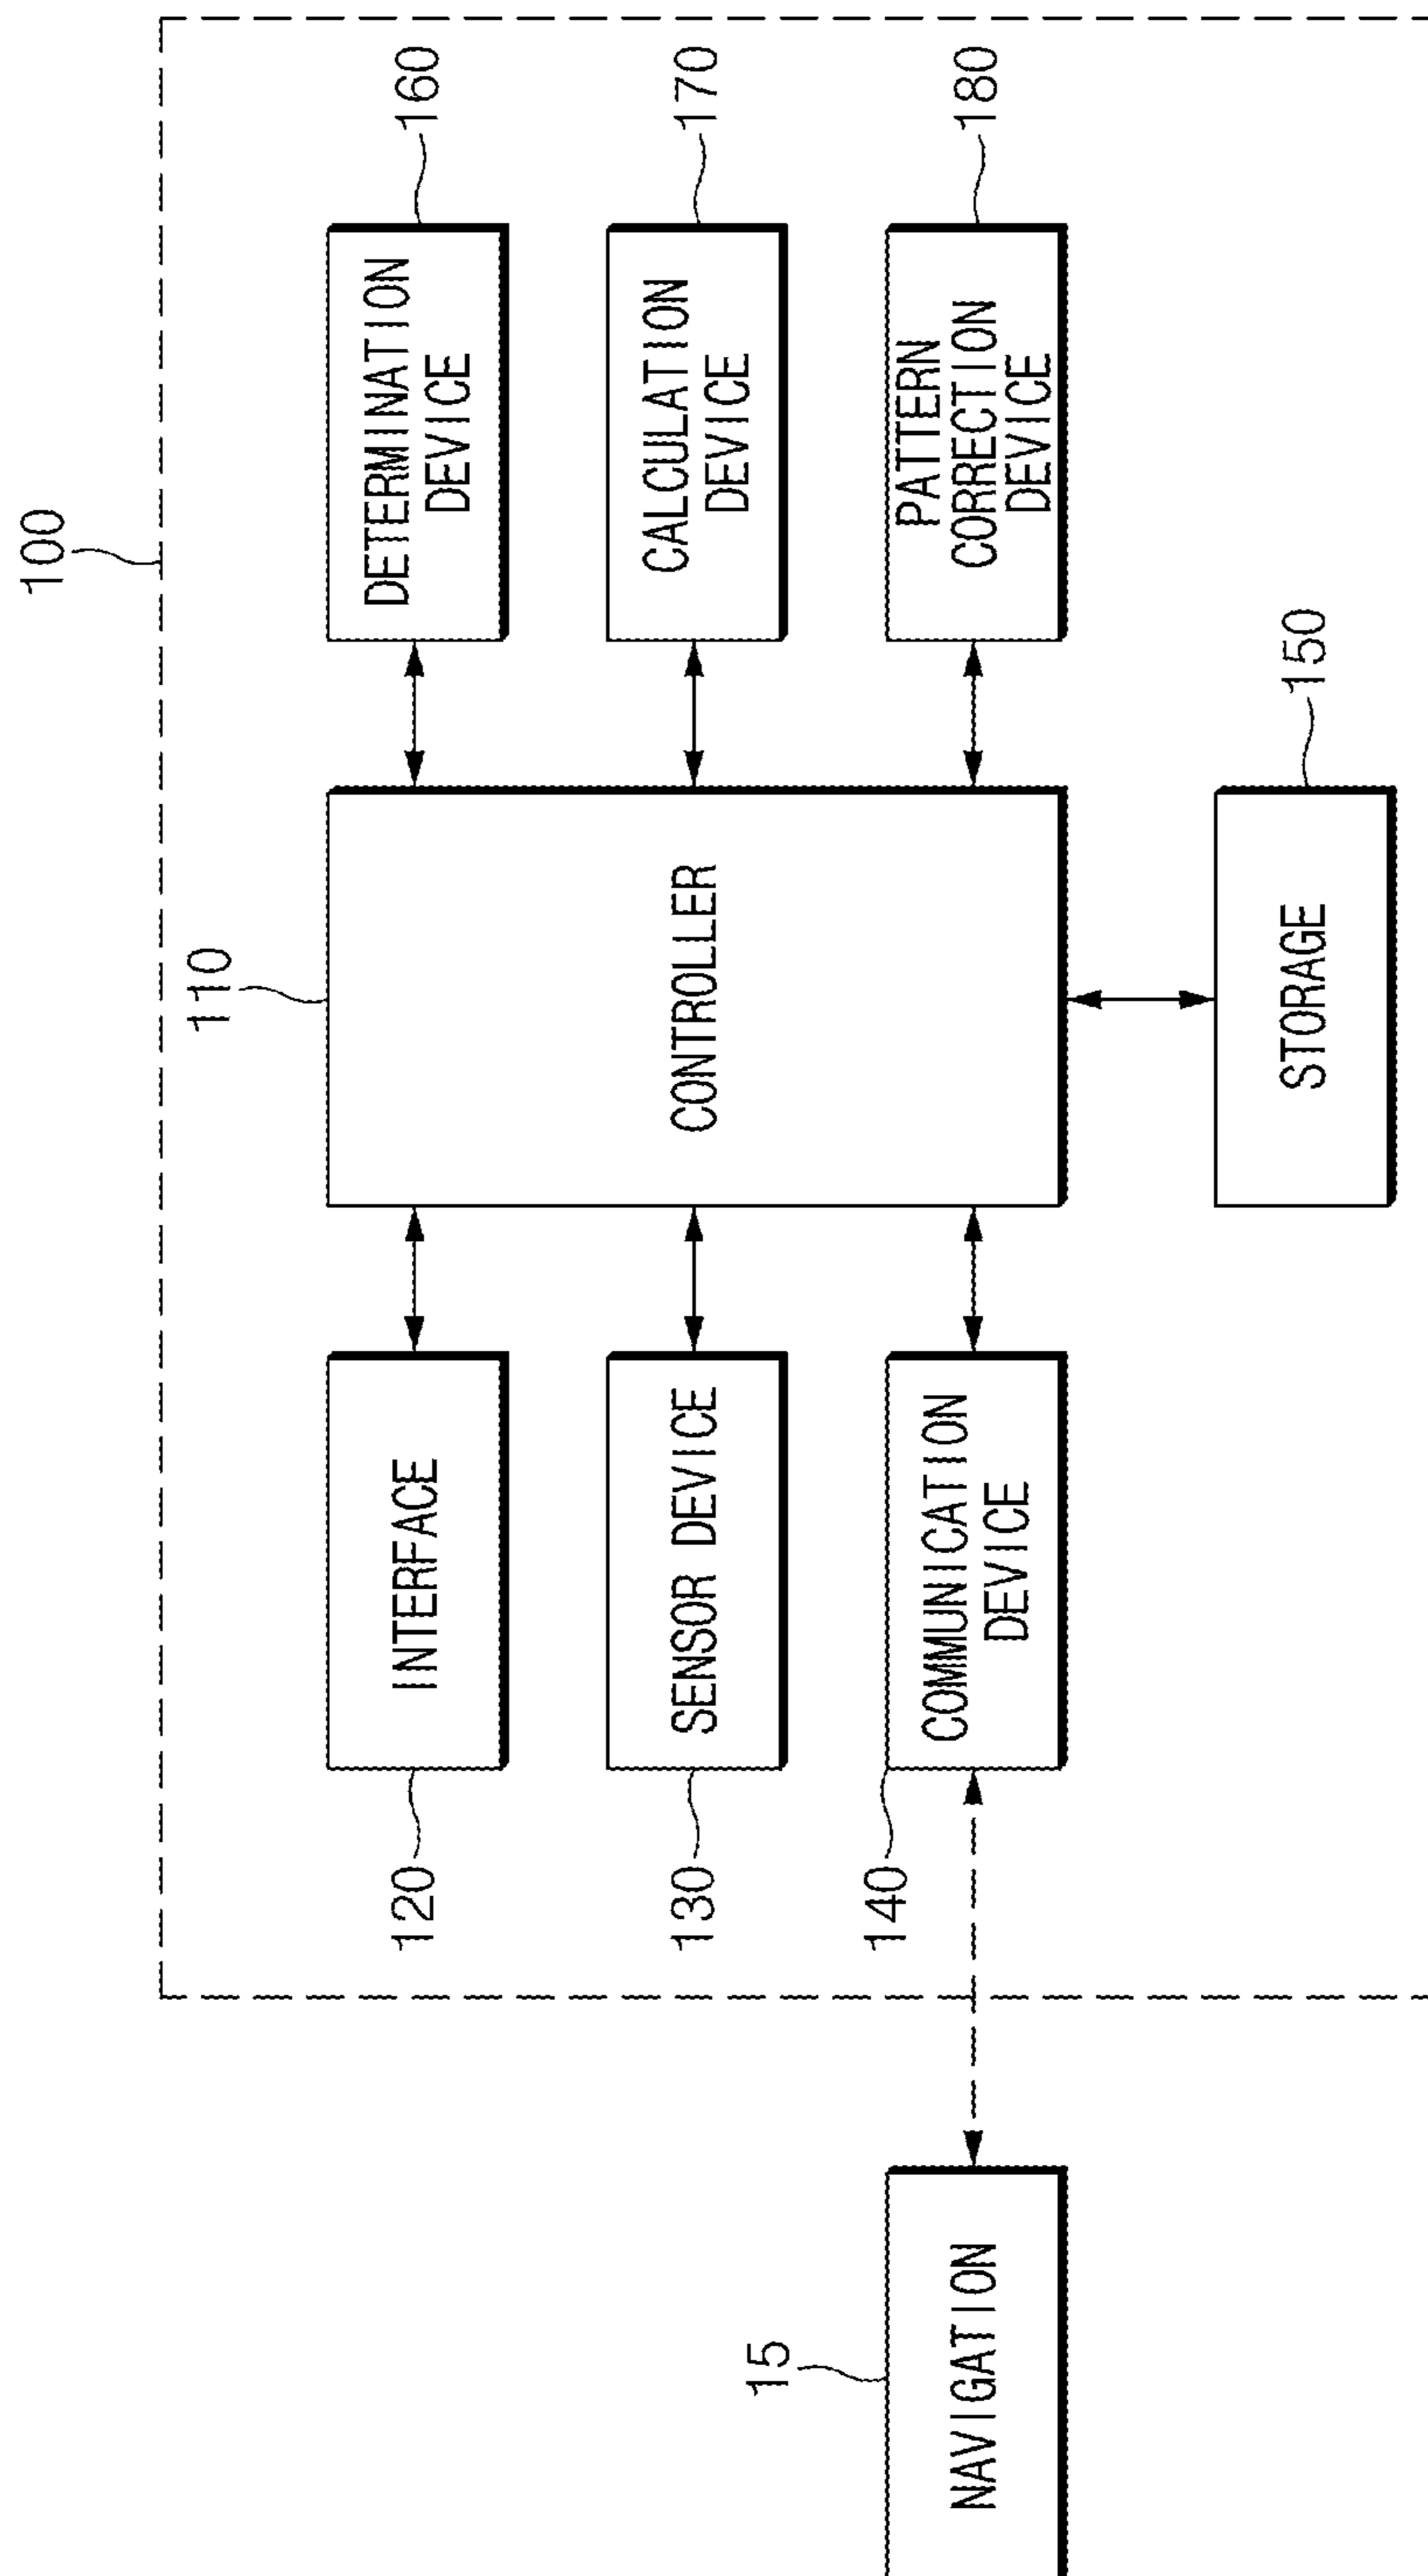 100
110
120
INTERFACE
DETERMINATION
DEVICE
160
130
SENSOR DEVICE
CONTROLLER
CALCULATION
DEVICE
170
15
NAVIGATION
140
COMMUNICATION
DEVICE
PATTERN
CORRECTION
DEVICE
180
STORAGE
150